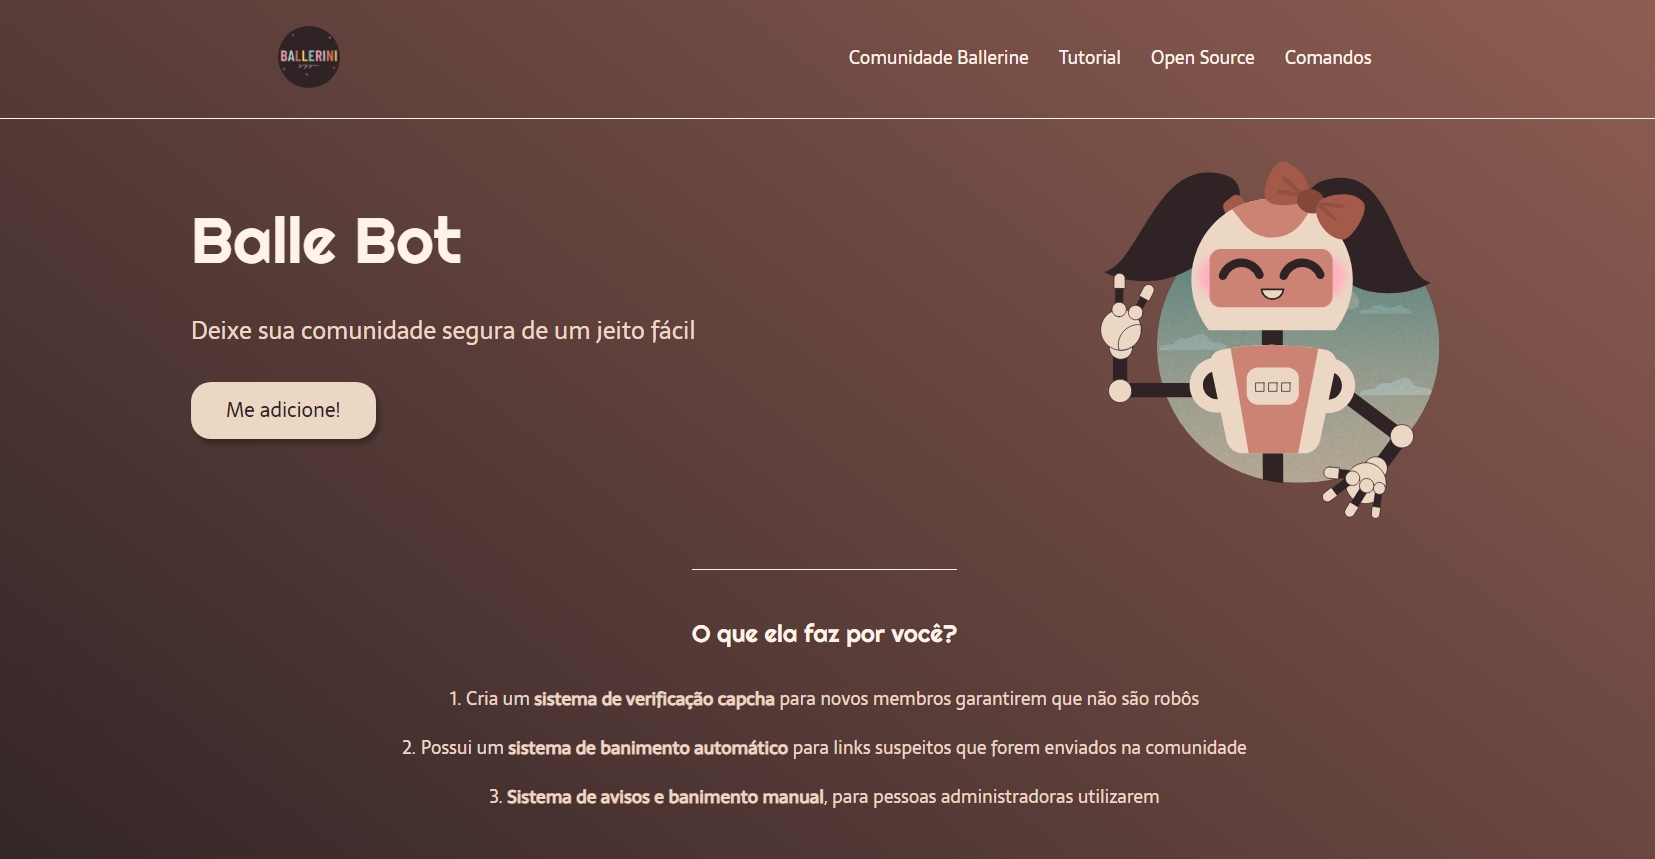 BALLERINI
Comunidade Ballerine
Tutorial
Open Source
Comandos
Balle Bot
Deixe sua comunidade segura de um jeito fácil
Me adicione!
O que ela faz por você?
1. Cria um sistema de verificação capcha para novos membros garantirem que não são robôs
2. Possui um sistema de banimento automático para links suspeitos que forem enviados na comunidade
3. Sistema de avisos e banimento manual, para pessoas administradoras utilizarem